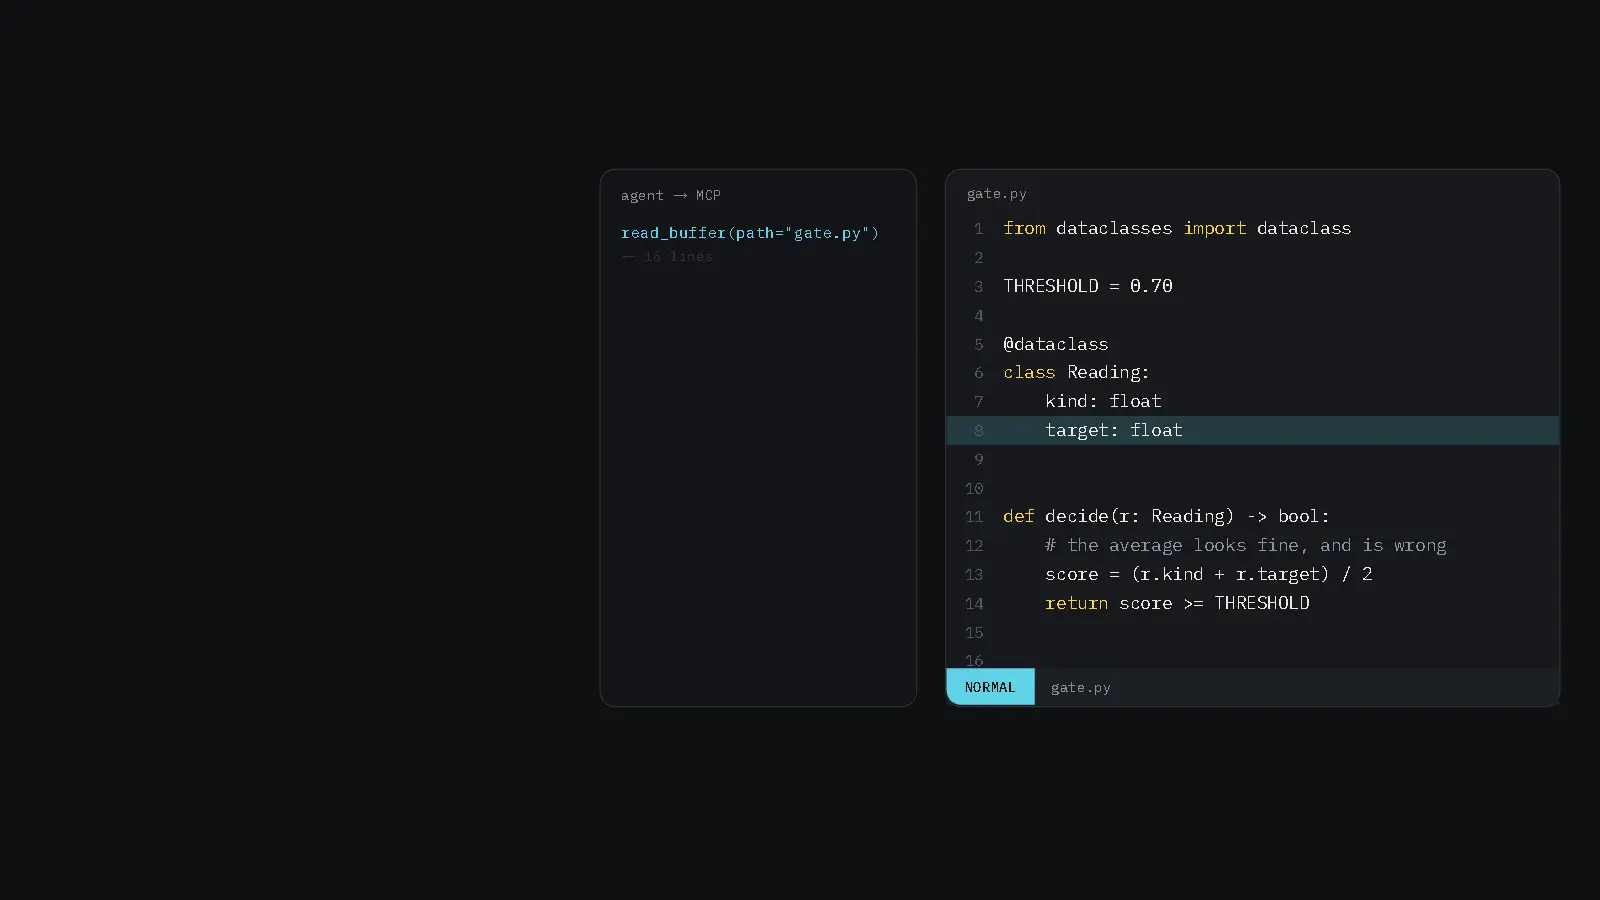 agent → MCP
read_buffer(path="gate.py")
← 16 lines
gate.py
1 from dataclasses import dataclass
2
3 THRESHOLD = 0.70
4
5 @dataclass
6 class Reading:
7     kind: float
8     target: float
9
10
11 def decide(r: Reading) -> bool:
12     # the average looks fine, and is wrong
13     score = (r.kind + r.target) / 2
14     return score >= THRESHOLD
15
16
NORMAL gate.py